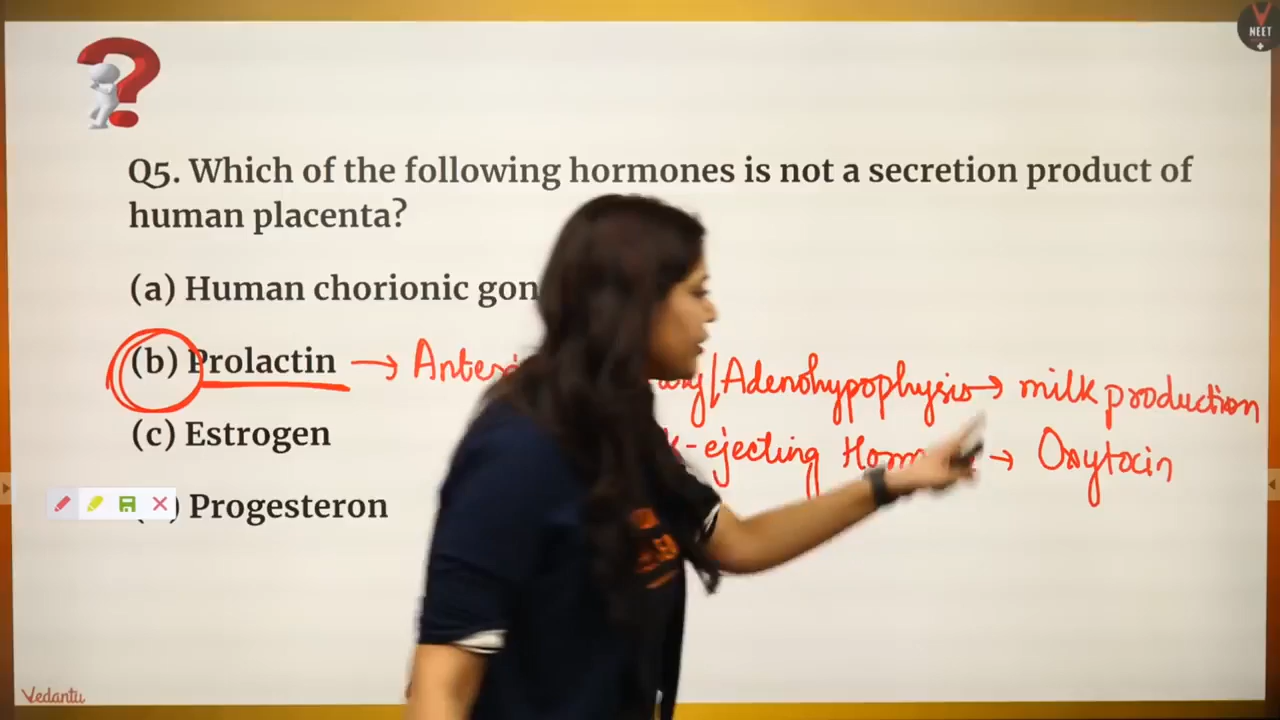 NEET
Q5. Which of the following hormones is not a secretion product of
human placenta?
(a) Human chorionic gon
(b) Prolactin → Anteri /Adenohypophysis → milk production
-ejecting → Oxytocin
(c) Estrogen
Progesteron
Vedantu